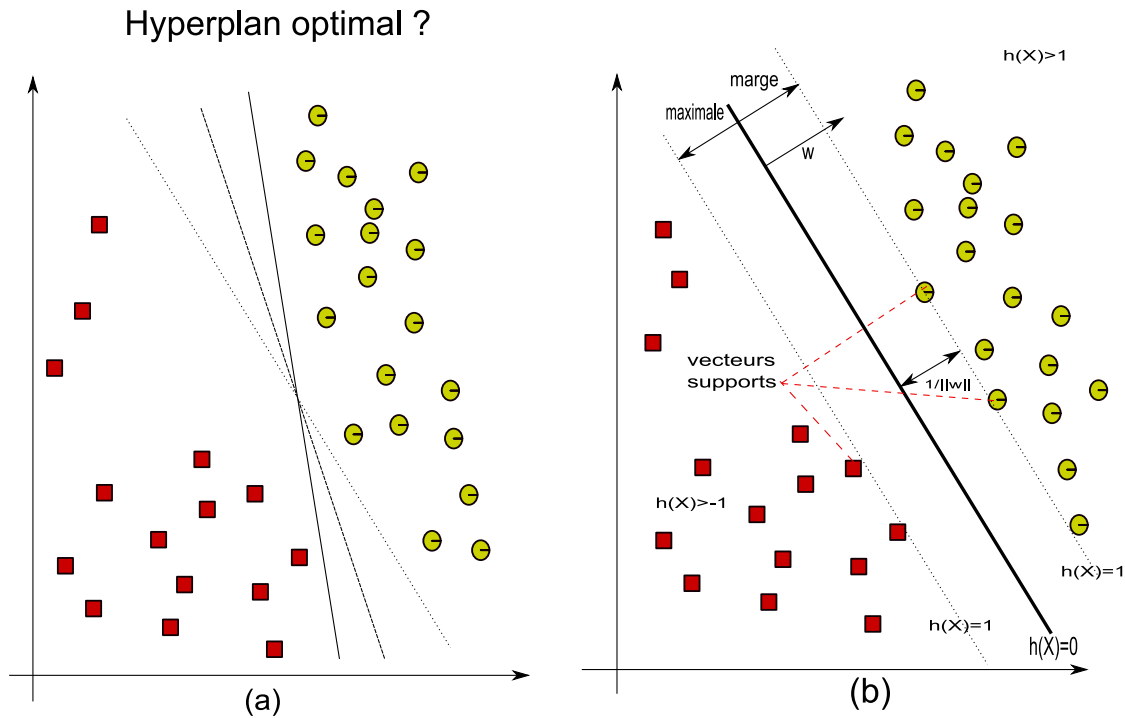 Hyperplan optimal ?
(a)
h(X)>1
marge
maximale
w
vecteurs
supports
1/||w||
h(X)>-1
h(X)=1
h(X)=1
h(X)=0
(b)